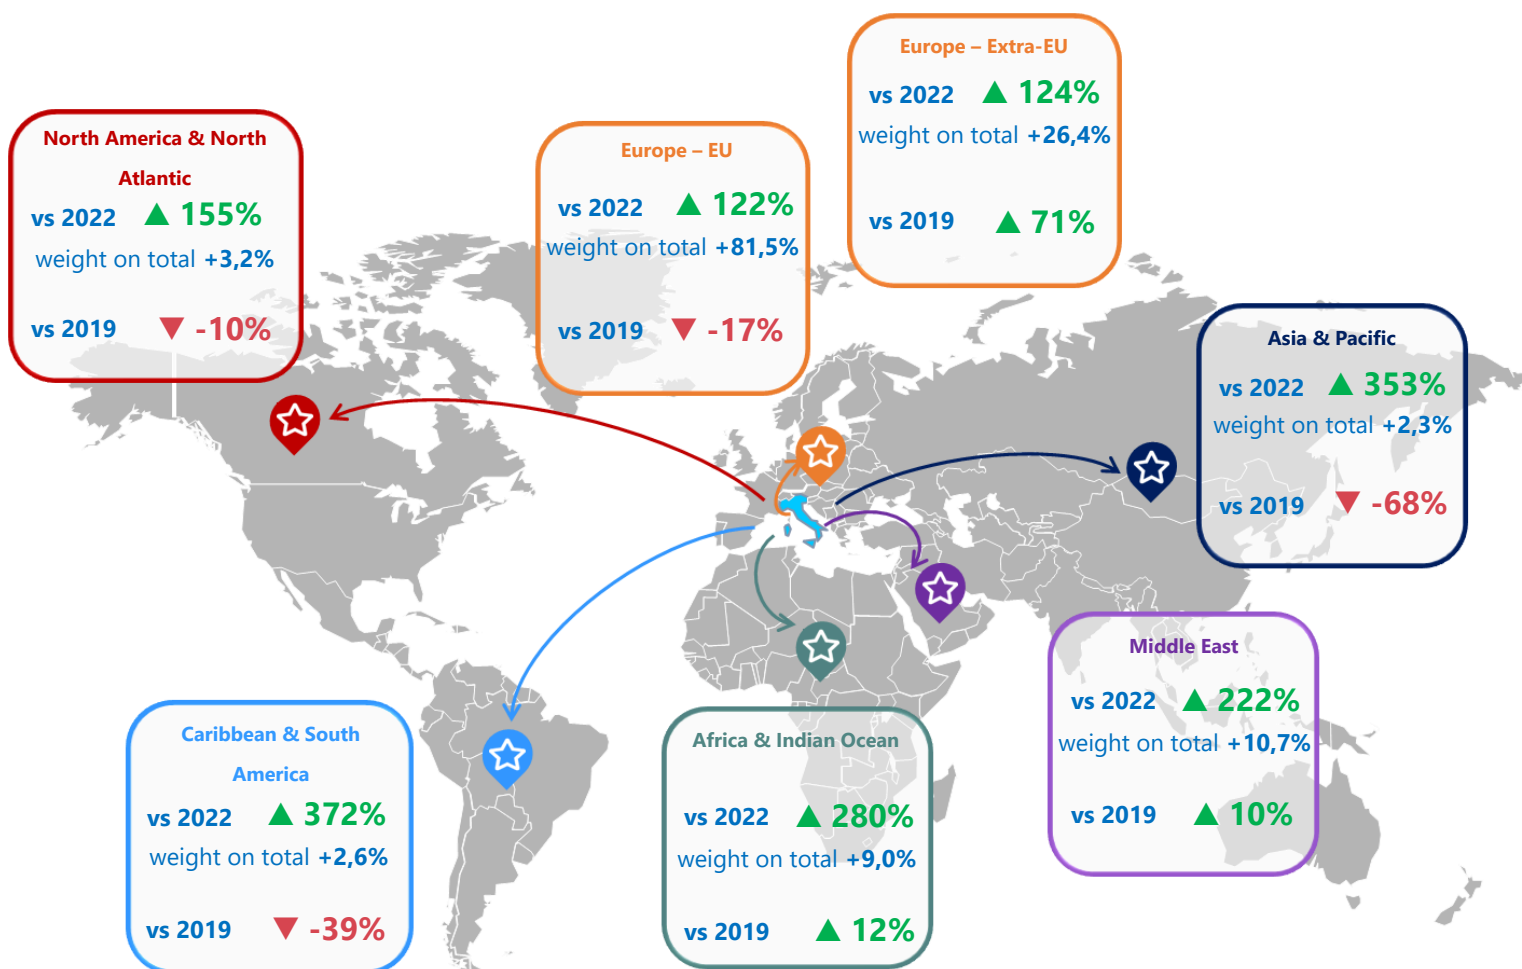 Europe – Extra-EU
vs 2022 ▲ 124%
weight on total +26,4%
vs 2019 ▲ 71%
North America & North
Atlantic
vs 2022 ▲ 155%
weight on total +3,2%
vs 2019 ▼ -10%
Europe – EU
vs 2022 ▲ 122%
weight on total +81,5%
vs 2019 ▼ -17%
Asia & Pacific
vs 2022 ▲ 353%
weight on total +2,3%
vs 2019 ▼ -68%
Middle East
vs 2022 ▲ 222%
weight on total +10,7%
vs 2019 ▲ 10%
Caribbean & South
America
vs 2022 ▲ 372%
weight on total +2,6%
vs 2019 ▼ -39%
Africa & Indian Ocean
vs 2022 ▲ 280%
weight on total +9,0%
vs 2019 ▲ 12%